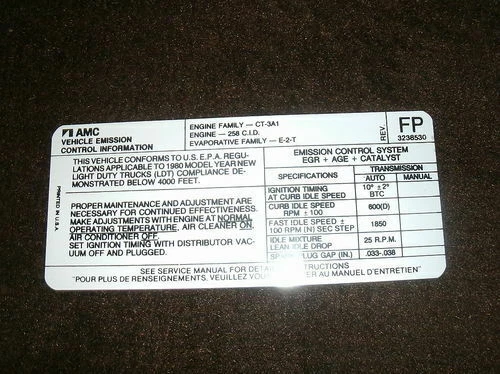 AMC
VEHICLE EMISSION
CONTROL INFORMATION
ENGINE FAMILY — CT-3A1
ENGINE — 258 C.I.D.
EVAPORATIVE FAMILY — E-2-T
REV.
FP
3238530
THIS VEHICLE CONFORMS TO U.S. E.P.A. REGU-
LATIONS APPLICABLE TO 1980 MODEL YEAR NEW
LIGHT DUTY TRUCKS (LDT) COMPLIANCE DE-
MONSTRATED BELOW 4000 FEET.
PROPER MAINTENANCE AND ADJUSTMENT ARE
NECESSARY FOR CONTINUED EFFECTIVENESS.
MAKE ADJUSTMENTS WITH ENGINE AT NORMAL
OPERATING TEMPERATURE, AIR CLEANER ON,
AIR CONDITIONER OFF.
SET IGNITION TIMING WITH DISTRIBUTOR VAC-
UUM OFF AND PLUGGED.
PRINTED IN U.S.A.
EMISSION CONTROL SYSTEM
EGR + AGE + CATALYST
SPECIFICATIONS
TRANSMISSION
AUTO MANUAL
IGNITION TIMING
AT CURB IDLE SPEED
10° ±2°
BTC
CURB IDLE SPEED
RPM ± 100
600(D)
FAST IDLE SPEED ±
100 RPM (N) SEC STEP
1850
IDLE MIXTURE
LEAN IDLE DROP
25 R.P.M.
PLUG GAP (IN.)
.033-.038
SEE SERVICE MANUAL FOR
"POUR PLUS DE RENSEIGNEMENTS, VEUILLEZ AU MANUEL D'ENTRETIEN"